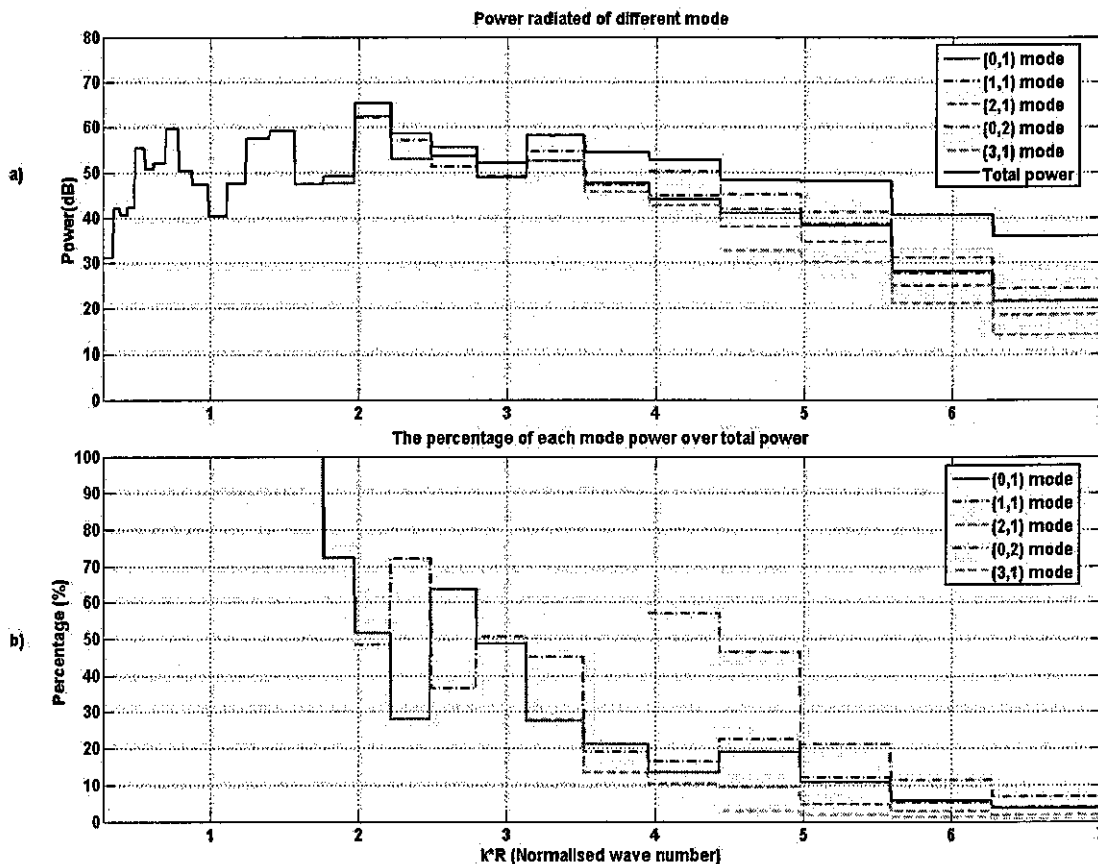 Power radiated of different mode
80
70
60
50
40
30
20
10
0
Power(dB)
a)
(0,1) mode
(1,1) mode
(2,1) mode
(0,2) mode
(3,1) mode
Total power
1 2 3 4 5 6 7
The percentage of each mode power over total power
100
90
80
70
60
50
40
30
20
10
0
Percentage (%)
b)
(0,1) mode
(1,1) mode
(2,1) mode
(0,2) mode
(3,1) mode
1 2 3 4 5 6 7
k*R (Normalised wave number)